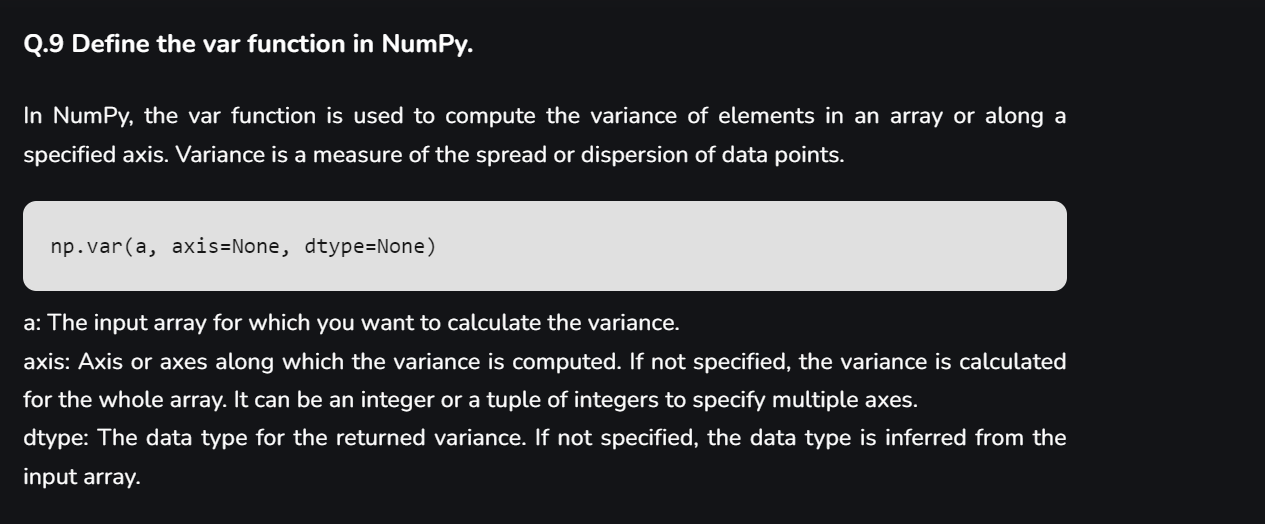 Q.9 Define the var function in NumPy.
In NumPy, the var function is used to compute the variance of elements in an array or along a
specified axis. Variance is a measure of the spread or dispersion of data points.
np.var(a, axis=None, dtype=None)
a: The input array for which you want to calculate the variance.
axis: Axis or axes along which the variance is computed. If not specified, the variance is calculated
for the whole array. It can be an integer or a tuple of integers to specify multiple axes.
dtype: The data type for the returned variance. If not specified, the data type is inferred from the
input array.